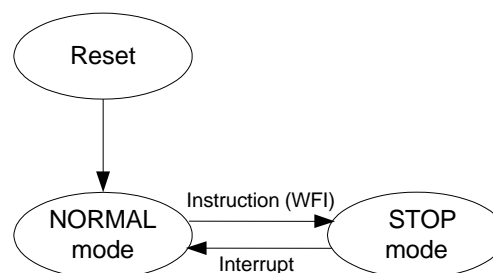 Reset
Instruction (WFI)
NORMAL
mode
STOP
mode
Interrupt